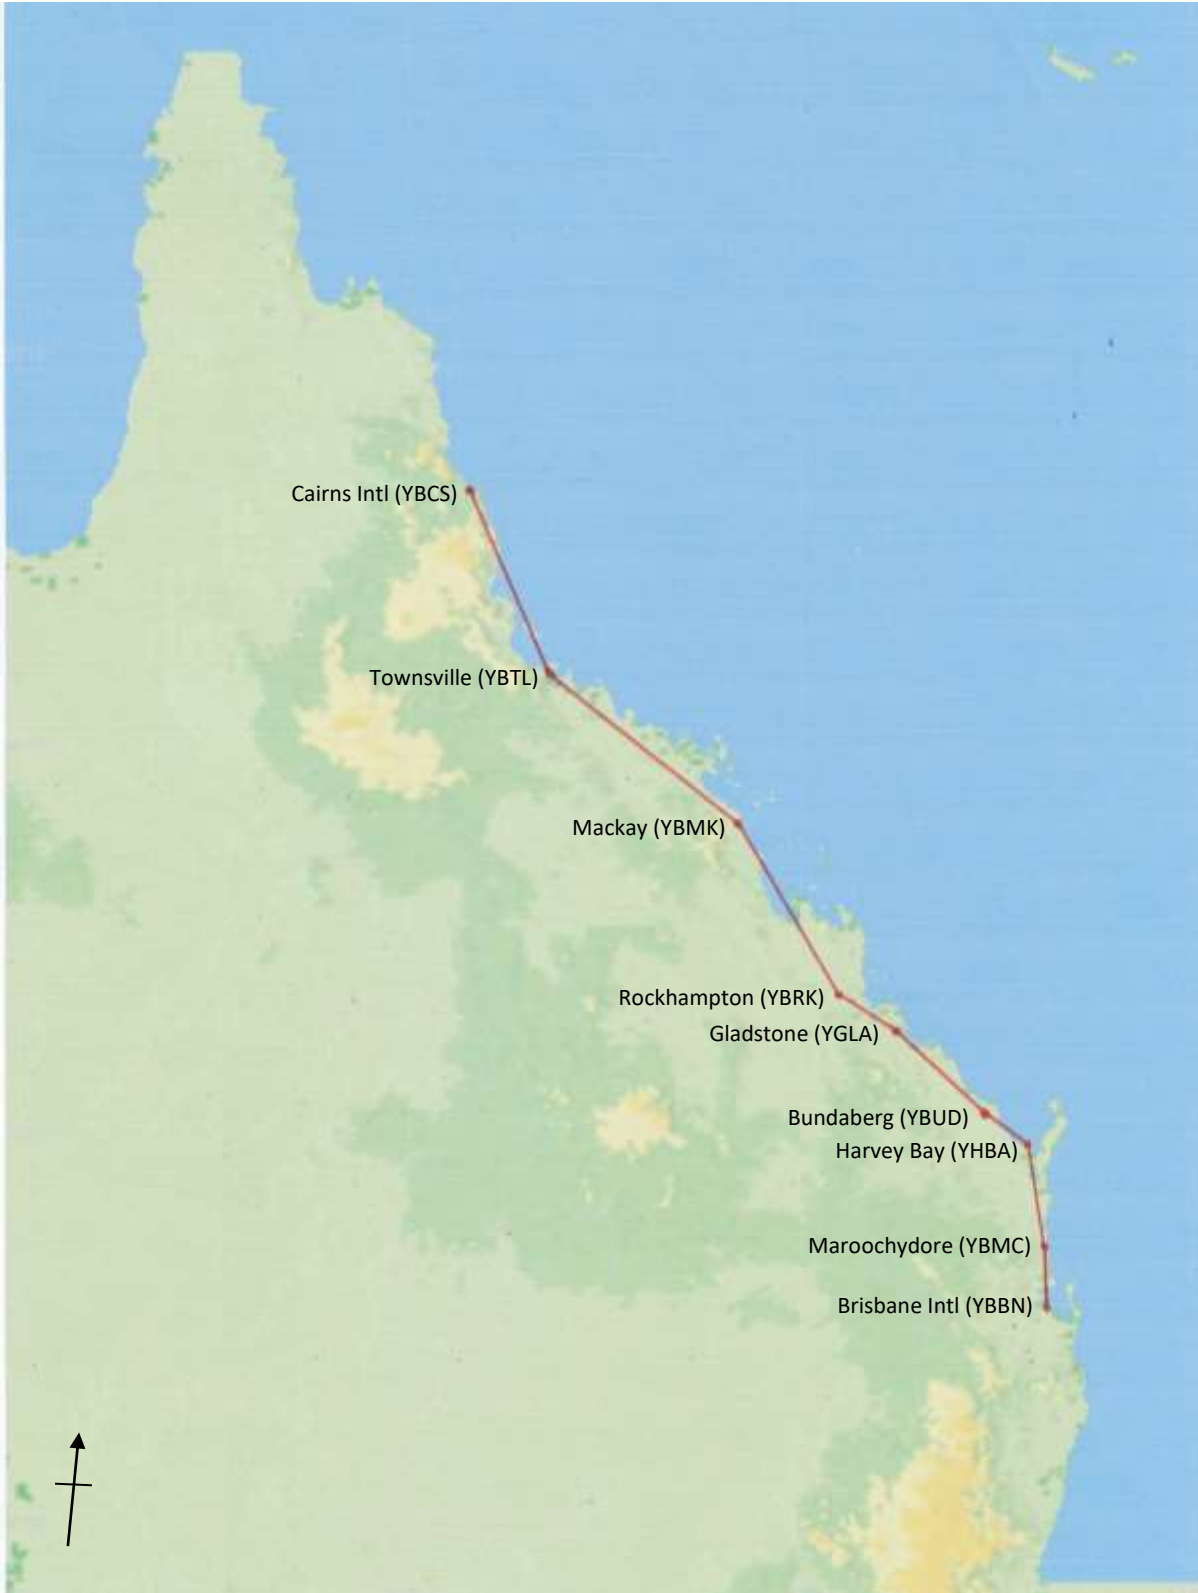 Cairns Intl (YBCS)
Townsville (YBTL)
Mackay (YBMK)
Rockhampton (YBRK)
Gladstone (YGLA)
Bundaberg (YBUD)
Harvey Bay (YHBA)
Maroochydore (YBMC)
Brisbane Intl (YBBN)